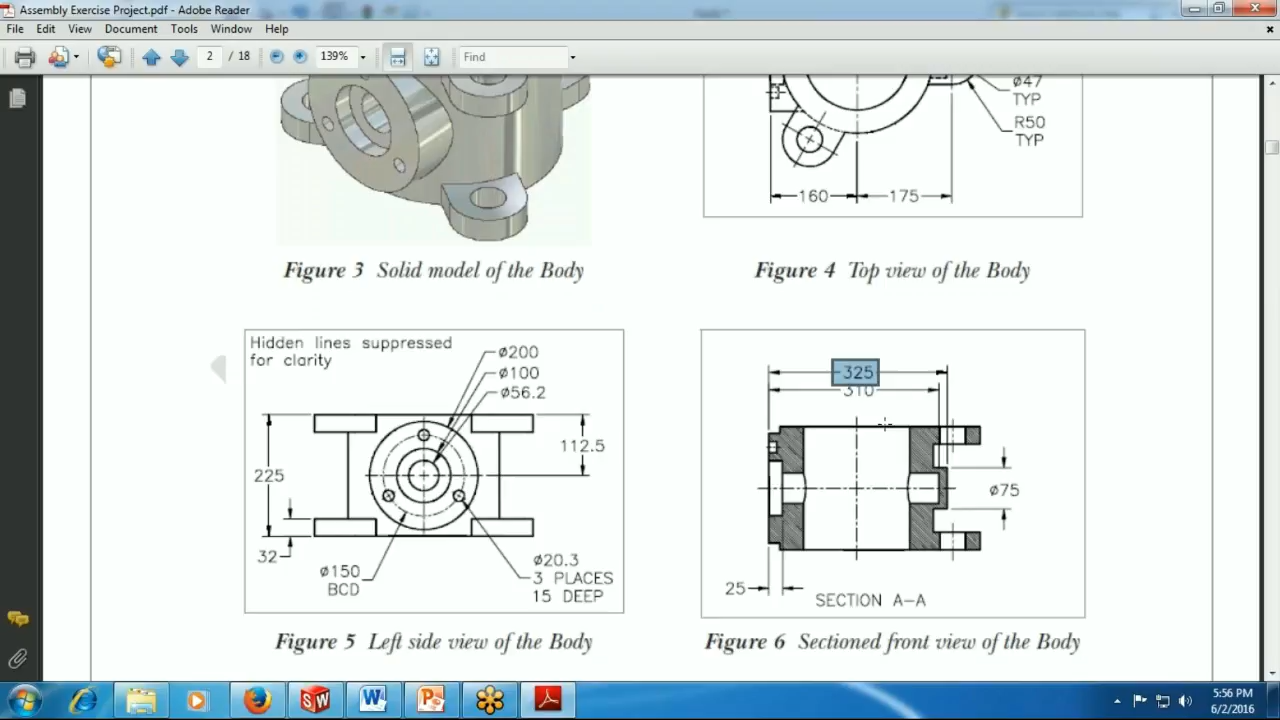 Assembly Exercise Project.pdf - Adobe Reader
File Edit View Document Tools Window Help
2 / 18 139% Find
ø47
TYP
R50
TYP
160 175
Figure 3 Solid model of the Body
Figure 4 Top view of the Body
Hidden lines suppressed
for clarity
ø200
ø100
ø56.2
112.5
225
32
ø150
BCD
ø20.3
3 PLACES
15 DEEP
325
310
ø75
25
SECTION A-A
Figure 5 Left side view of the Body
Figure 6 Sectioned front view of the Body
5:56 PM
6/2/2016